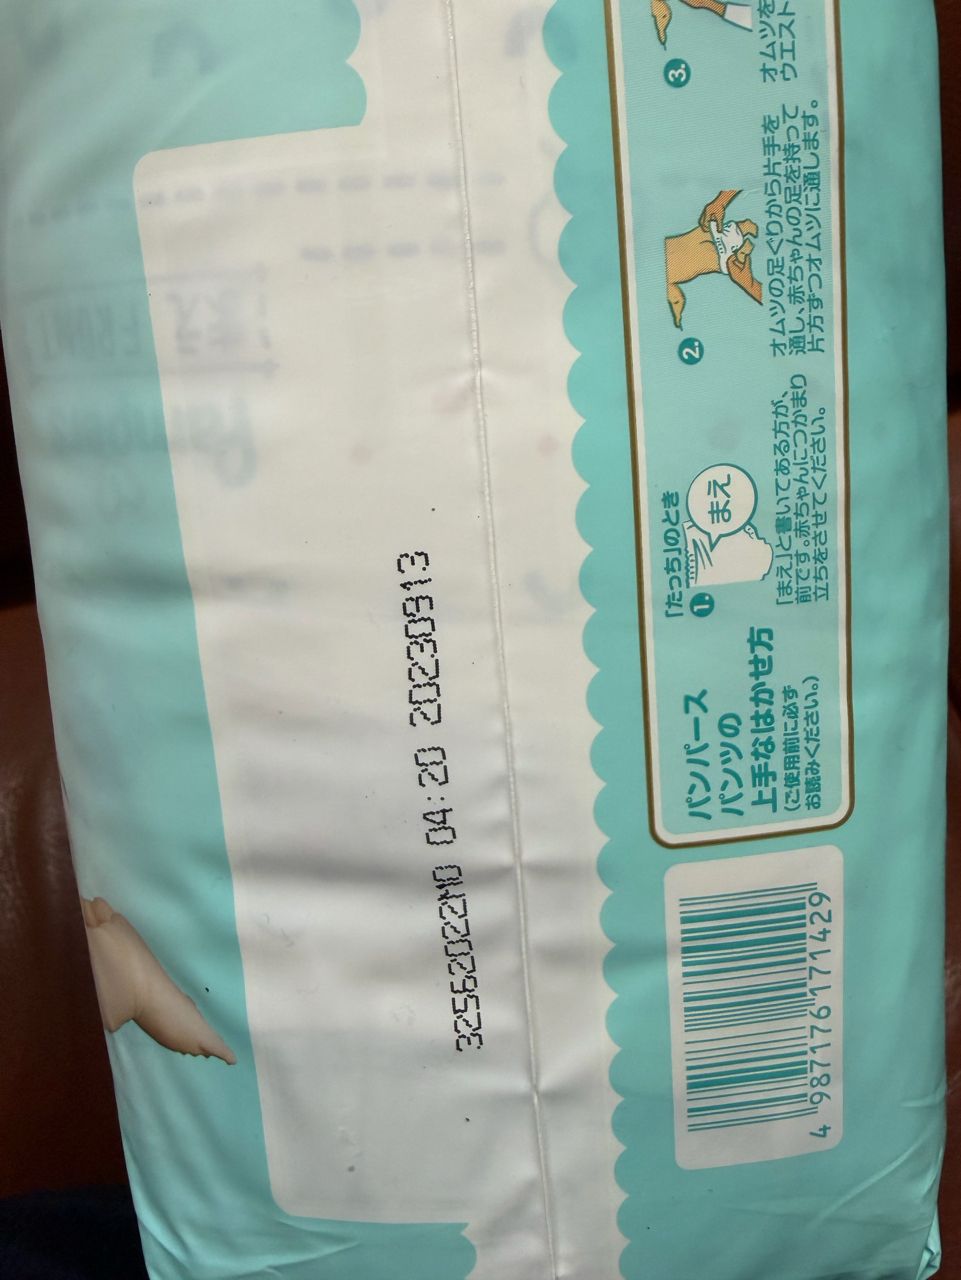 32562022M0 04:20 20230913
パンパース
パンツの
上手なはかせ方
(ご使用前に必ず
お読みください。)
「たっち」のとき
1.
まえ
「まえ」と書いてある方が、
前です。赤ちゃんにつかまり
立ちをさせてください。
2.
オムツの足ぐりから片手を
通し、赤ちゃんの足を持って
片方ずつオムツに通します。
3.
オムツを
ウエスト
4 987176 171429